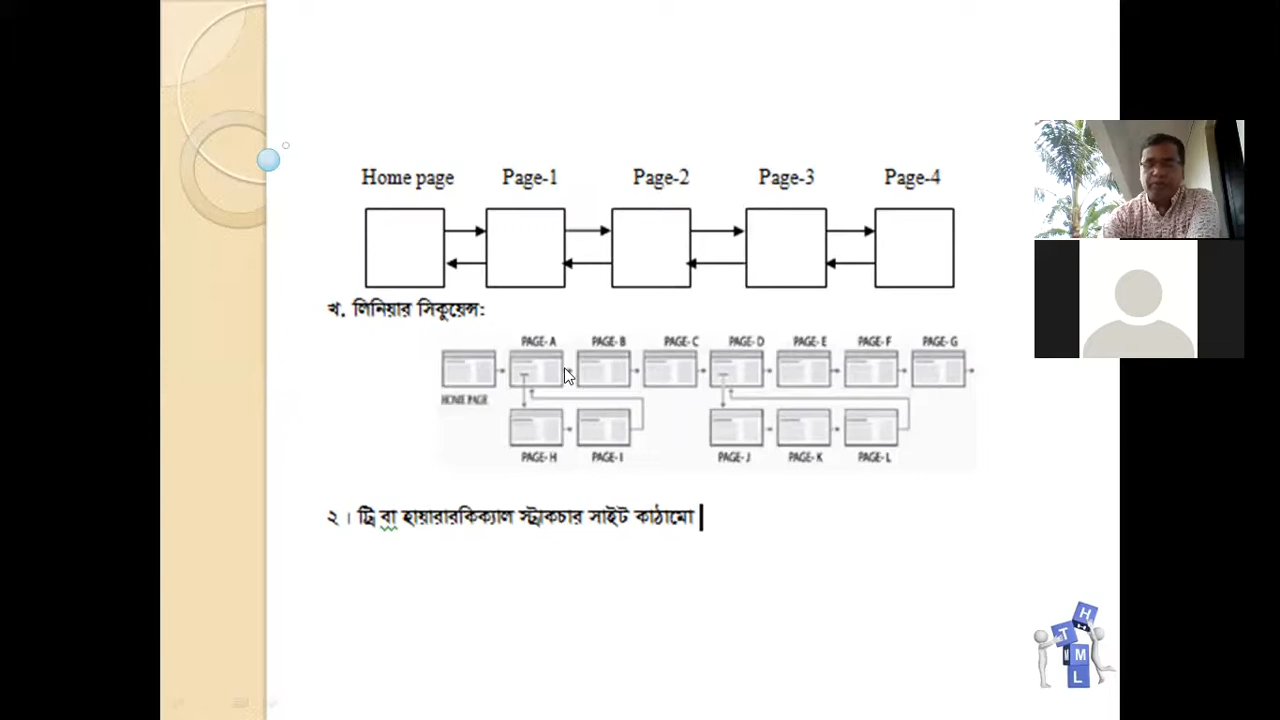 Home page Page-1 Page-2 Page-3 Page-4
খ. লিনিয়ার সিকুয়েন্স:
PAGE- A PAGE- B PAGE- C PAGE- D PAGE- E PAGE- F PAGE- G
HOME PAGE
PAGE- H PAGE- I PAGE- J PAGE- K PAGE- L
২। ট্রি বা হায়ারারকিক্যাল স্ট্রাকচার সাইট কাঠামো
H
T M
M
L